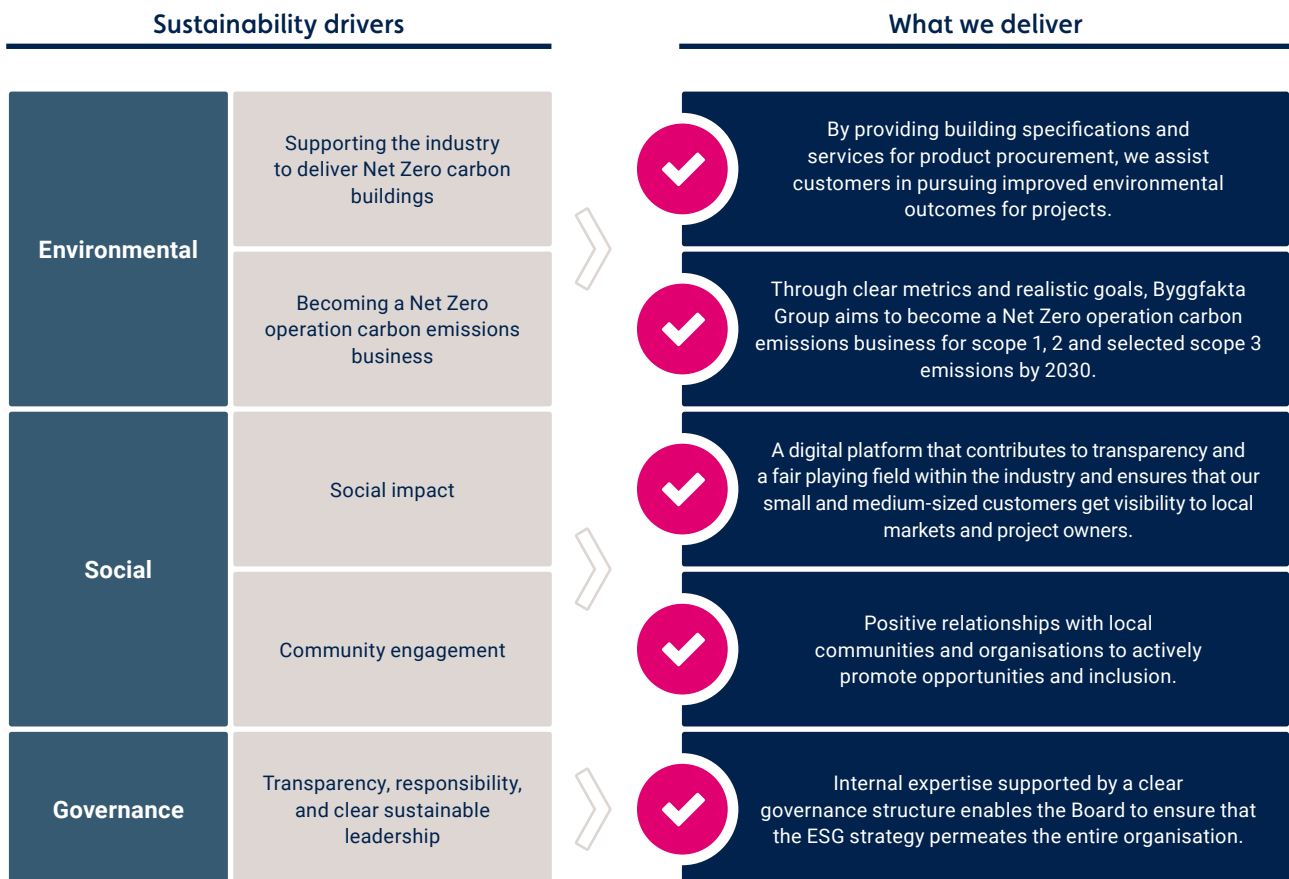 Sustainability drivers
What we deliver
Environmental
Supporting the industry
to deliver Net Zero carbon
buildings
By providing building specifications and
services for product procurement, we assist
customers in pursuing improved environmental
outcomes for projects.
Becoming a Net Zero
operation carbon emissions
business
Through clear metrics and realistic goals, Byggfakta
Group aims to become a Net Zero operation carbon
emissions business for scope 1, 2 and selected scope 3
emissions by 2030.
Social
Social impact
A digital platform that contributes to transparency and
a fair playing field within the industry and ensures that our
small and medium-sized customers get visibility to local
markets and project owners.
Community engagement
Positive relationships with local
communities and organisations to actively
promote opportunities and inclusion.
Governance
Transparency, responsibility,
and clear sustainable
leadership
Internal expertise supported by a clear
governance structure enables the Board to ensure that
the ESG strategy permeates the entire organisation.